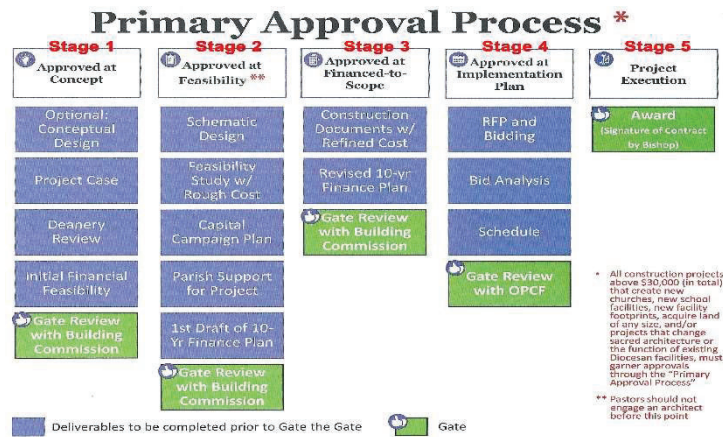 Primary Approval Process *
Stage 1
Approved at
Concept
Optional:
Conceptual
Design
Project Case
Deanery
Review
Initial Financial
Feasibility
Gate Review
with Building
Commission
Stage 2
Approved at
Feasibility **
Schematic
Design
Feasibility
Study w/
Rough Cost
Capital
Campaign Plan
Parish Support
for Project
1st Draft of 10-
Yr Finance Plan
Gate Review
with Building
Commission
Stage 3
Approved at
Financed-to-
Scope
Construction
Documents w/
Refined Cost
Revised 10-yr
Finance Plan
Gate Review
with Building
Commission
Stage 4
Approved at
Implementation
Plan
RFP and
Bidding
Bid Analysis
Schedule
Gate Review
with OPCF
Stage 5
Project
Execution
Award
(Signature of Contract
by Bishop)
* All construction projects
above $30,000 (in total)
that create new
churches, new school
facilities, new facility
footprints, acquire land
of any size, and/or
projects that change
sacred architecture or
the function of existing
Diocesan facilities, must
garner approvals
through the "Primary
Approval Process"
** Pastors should not
engage an architect
before this point
Deliverables to be completed prior to Gate the Gate
Gate